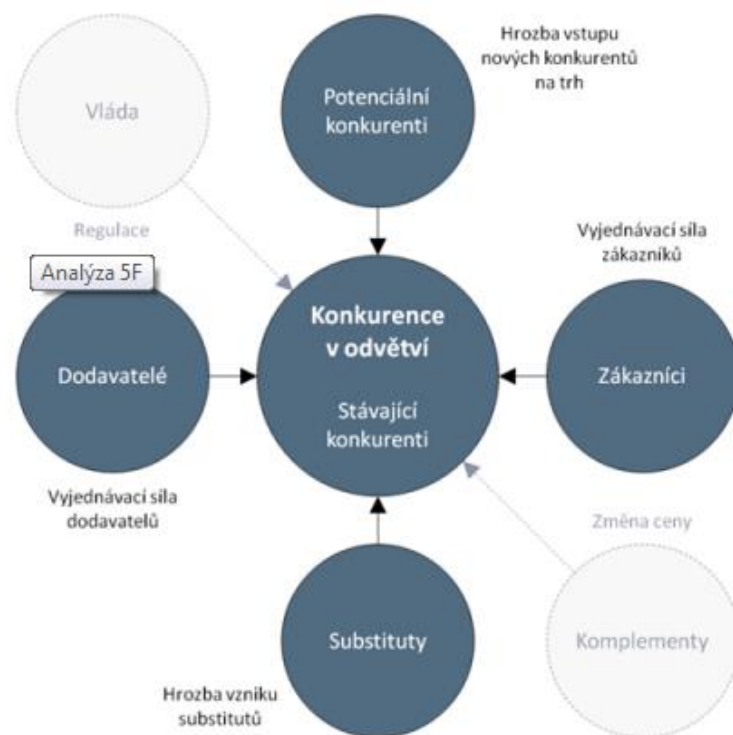 Hrozba vstupu
nových konkurentů
na trh
Potenciální
konkurenti
Vláda
Regulace
Analýza 5F
Vyjednávací síla
zákazníků
Konkurence
v odvětví
Stávající
konkurenti
Dodavatelé
Zákazníci
Vyjednávací síla
dodavatelů
Změna ceny
Substituty
Komplementy
Hrozba vzniku
substitutů